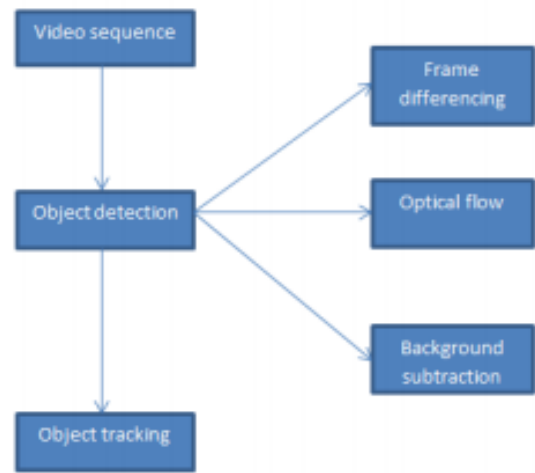 Video sequence
Frame
differencing
Object detection
Optical flow
Background
subtraction
Object tracking